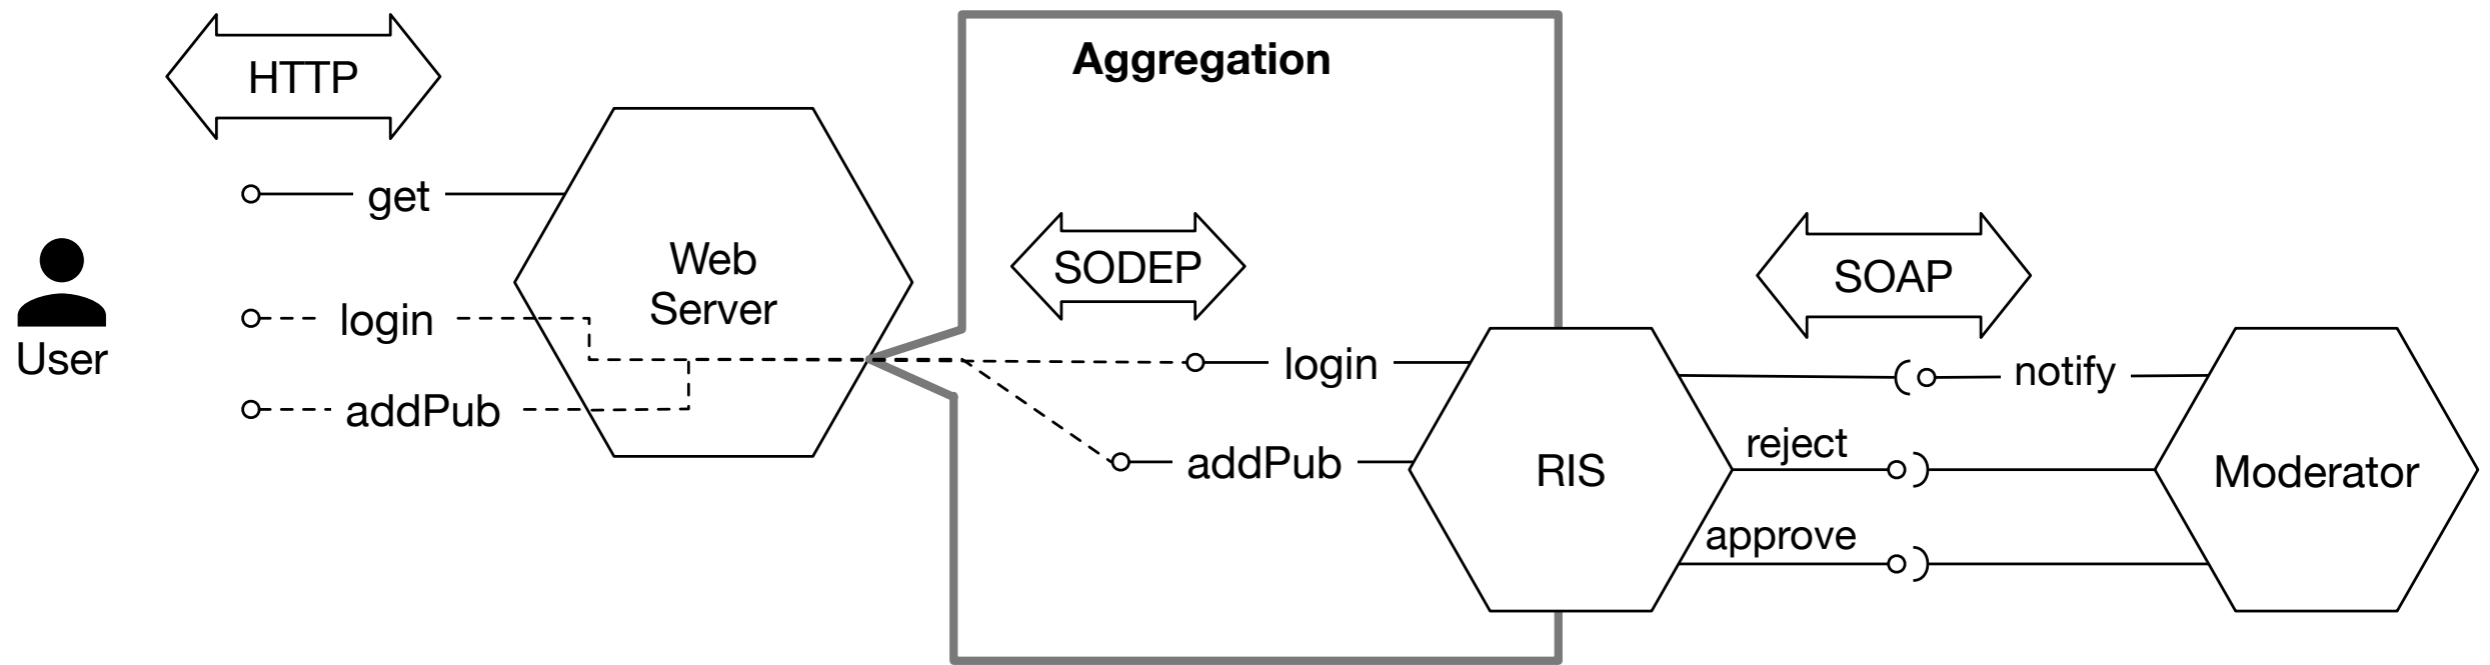 HTTP
Aggregation
get
Web
Server
SODEP
SOAP
login
User
addPub
login
addPub
RIS
notify
reject
approve
Moderator